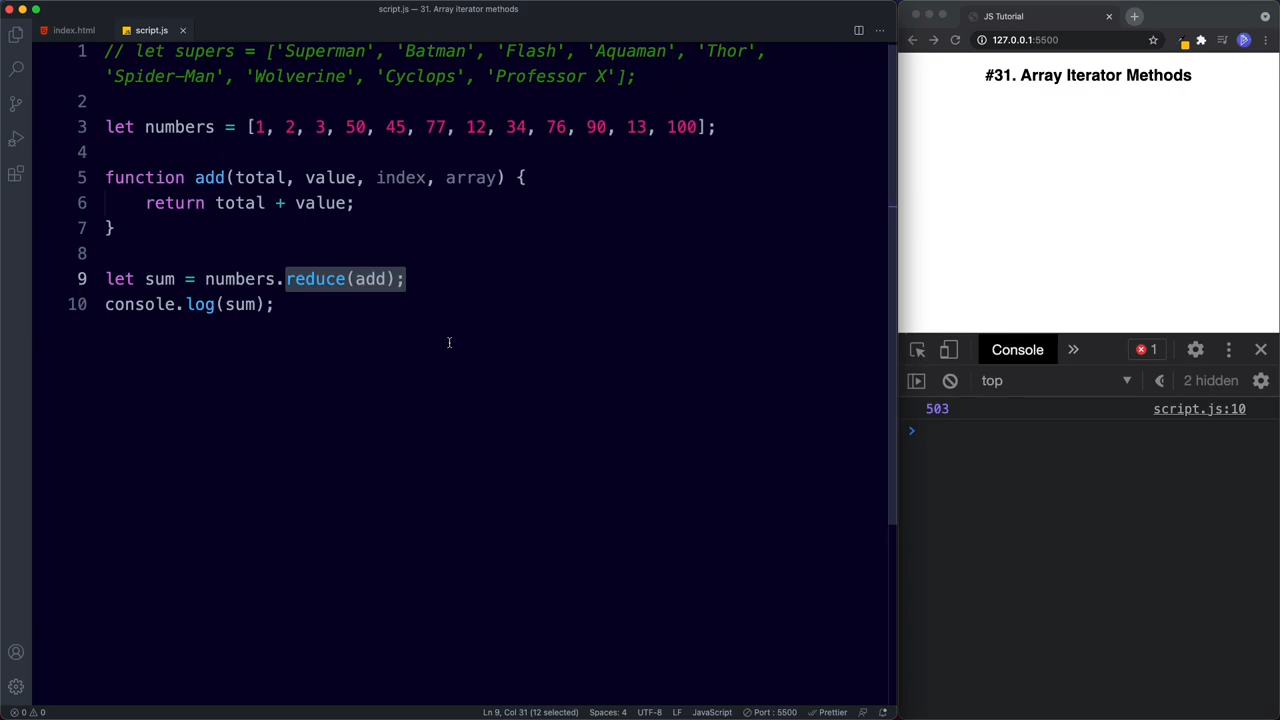 script.js — 31. Array iterator methods
index.html
script.js
1 // let supers = ['Superman', 'Batman', 'Flash', 'Aquaman', 'Thor',
'Spider-Man', 'Wolverine', 'Cyclops', 'Professor X'];
2
3 let numbers = [1, 2, 3, 50, 45, 77, 12, 34, 76, 90, 13, 100];
4
5 function add(total, value, index, array) {
6 return total + value;
7 }
8
9 let sum = numbers.reduce(add);
10 console.log(sum);
0 0
Ln 9, Col 31 (12 selected) Spaces: 4 UTF-8 LF JavaScript Port : 5500 Prettier
JS Tutorial
127.0.0.1:5500
#31. Array Iterator Methods
Console » 1
top 2 hidden
503 script.js:10
>